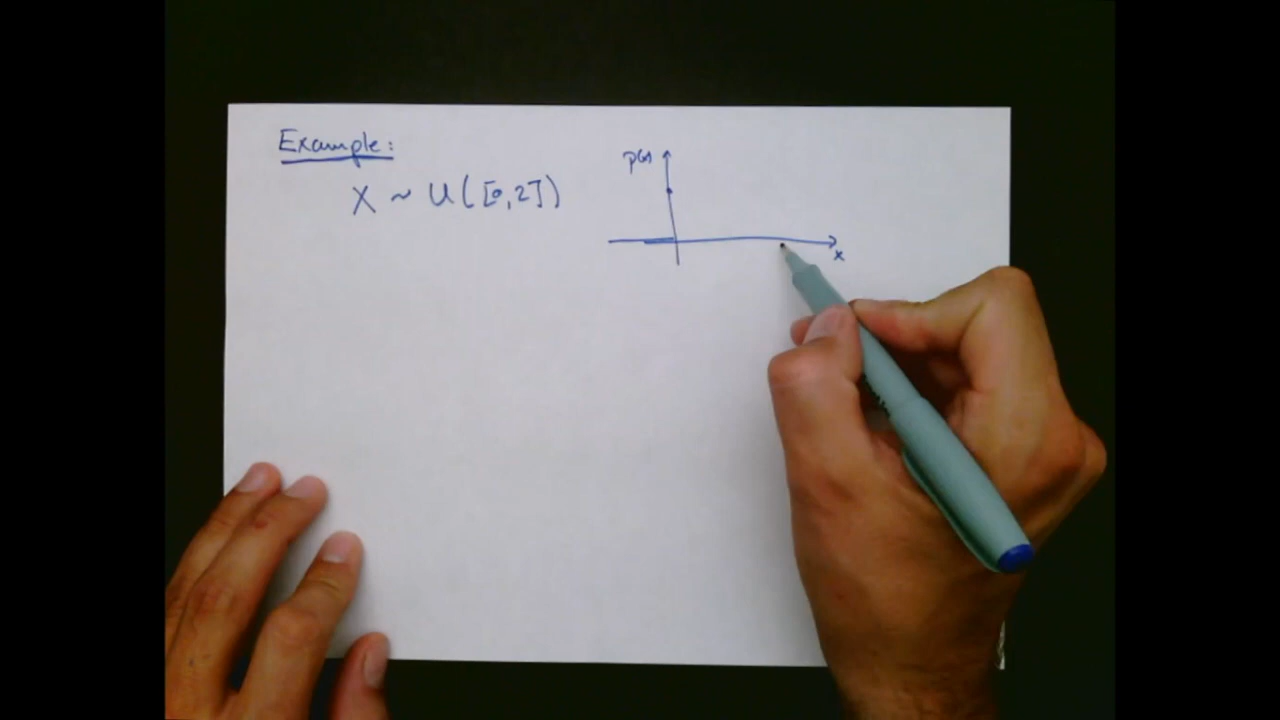 Example:
X ~ U([0,2])
p(x)
x